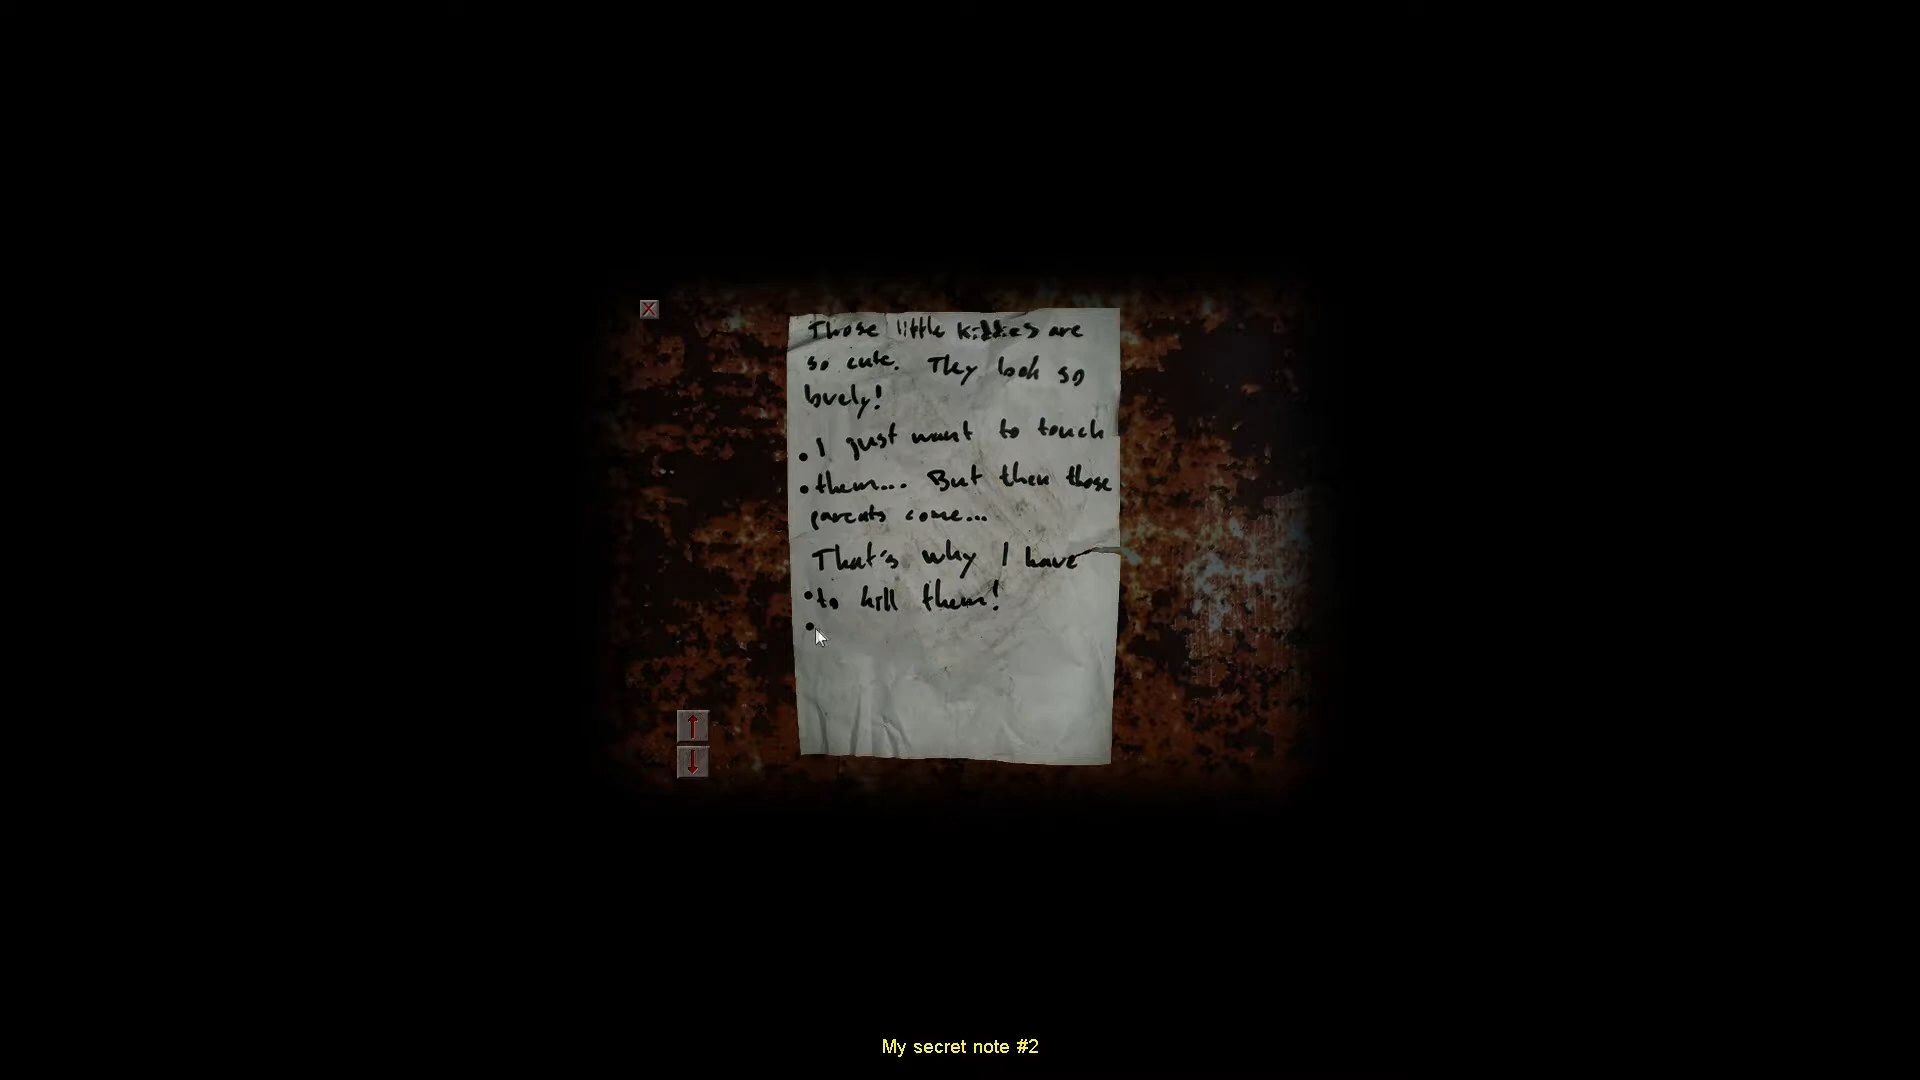 Those little kitties are
so cute. They look so
lovely!
• I just want to touch
• them... But then those
parents come...
That's why I have
• to kill them!
•
My secret note #2